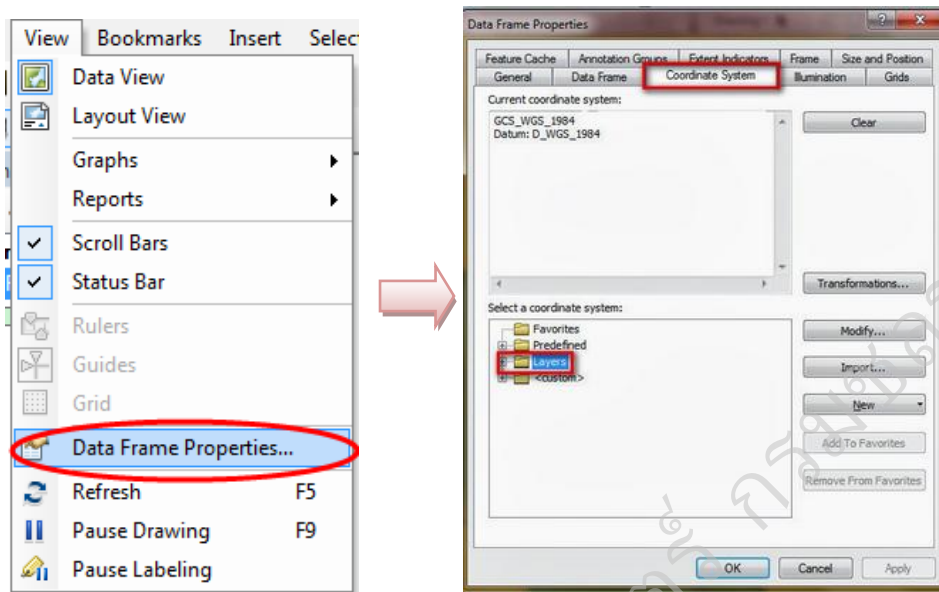 View Bookmarks Insert Selec
Data View
Layout View
Graphs
Reports
Scroll Bars
Status Bar
Rulers
Guides
Grid
Data Frame Properties...
Refresh F5
Pause Drawing F9
Pause Labeling
Data Frame Properties
Feature Cache Annotation Groups Extent Indicators Frame Size and Position
General Data Frame Coordinate System Illumination Grids
Current coordinate system:
GCS_WGS_1984
Datum: D_WGS_1984
Clear
Transformations...
Select a coordinate system:
Favorites
Predefined
Layers
<custom>
Modify...
Import...
New
Add To Favorites
Remove From Favorites
OK Cancel Apply